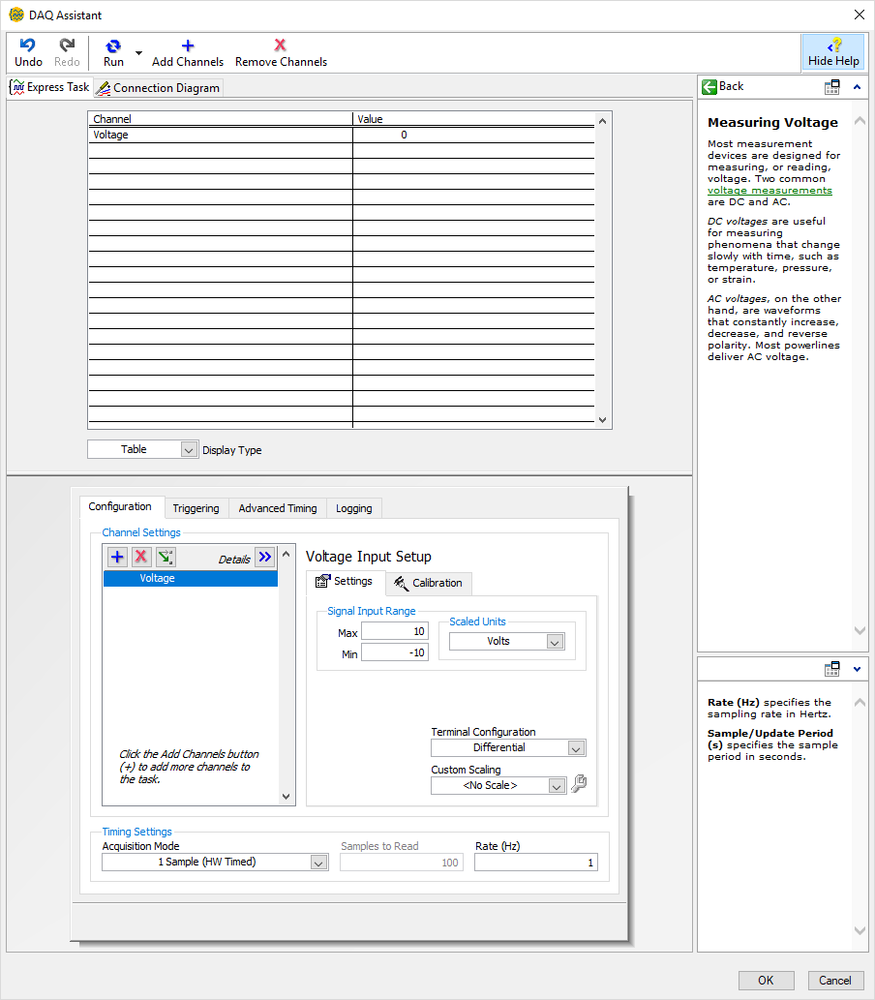 DAQ Assistant
Undo Redo Run Add Channels Remove Channels Hide Help
Express Task Connection Diagram
Channel Value
Voltage 0
Table Display Type
Configuration Triggering Advanced Timing Logging
Channel Settings
Details
Voltage
Click the Add Channels button
(+) to add more channels to
the task.
Voltage Input Setup
Settings Calibration
Signal Input Range
Max 10
Min -10
Scaled Units
Volts
Terminal Configuration
Differential
Custom Scaling
<No Scale>
Timing Settings
Acquisition Mode Samples to Read Rate (Hz)
1 Sample (HW Timed) 100 1
Back
Measuring Voltage
Most measurement
devices are designed for
measuring, or reading,
voltage. Two common
voltage measurements
are DC and AC.
DC voltages are useful
for measuring
phenomena that change
slowly with time, such as
temperature, pressure,
or strain.
AC voltages, on the other
hand, are waveforms
that constantly increase,
decrease, and reverse
polarity. Most powerlines
deliver AC voltage.
Rate (Hz) specifies the
sampling rate in Hertz.
Sample/Update Period
(s) specifies the sample
period in seconds.
OK Cancel